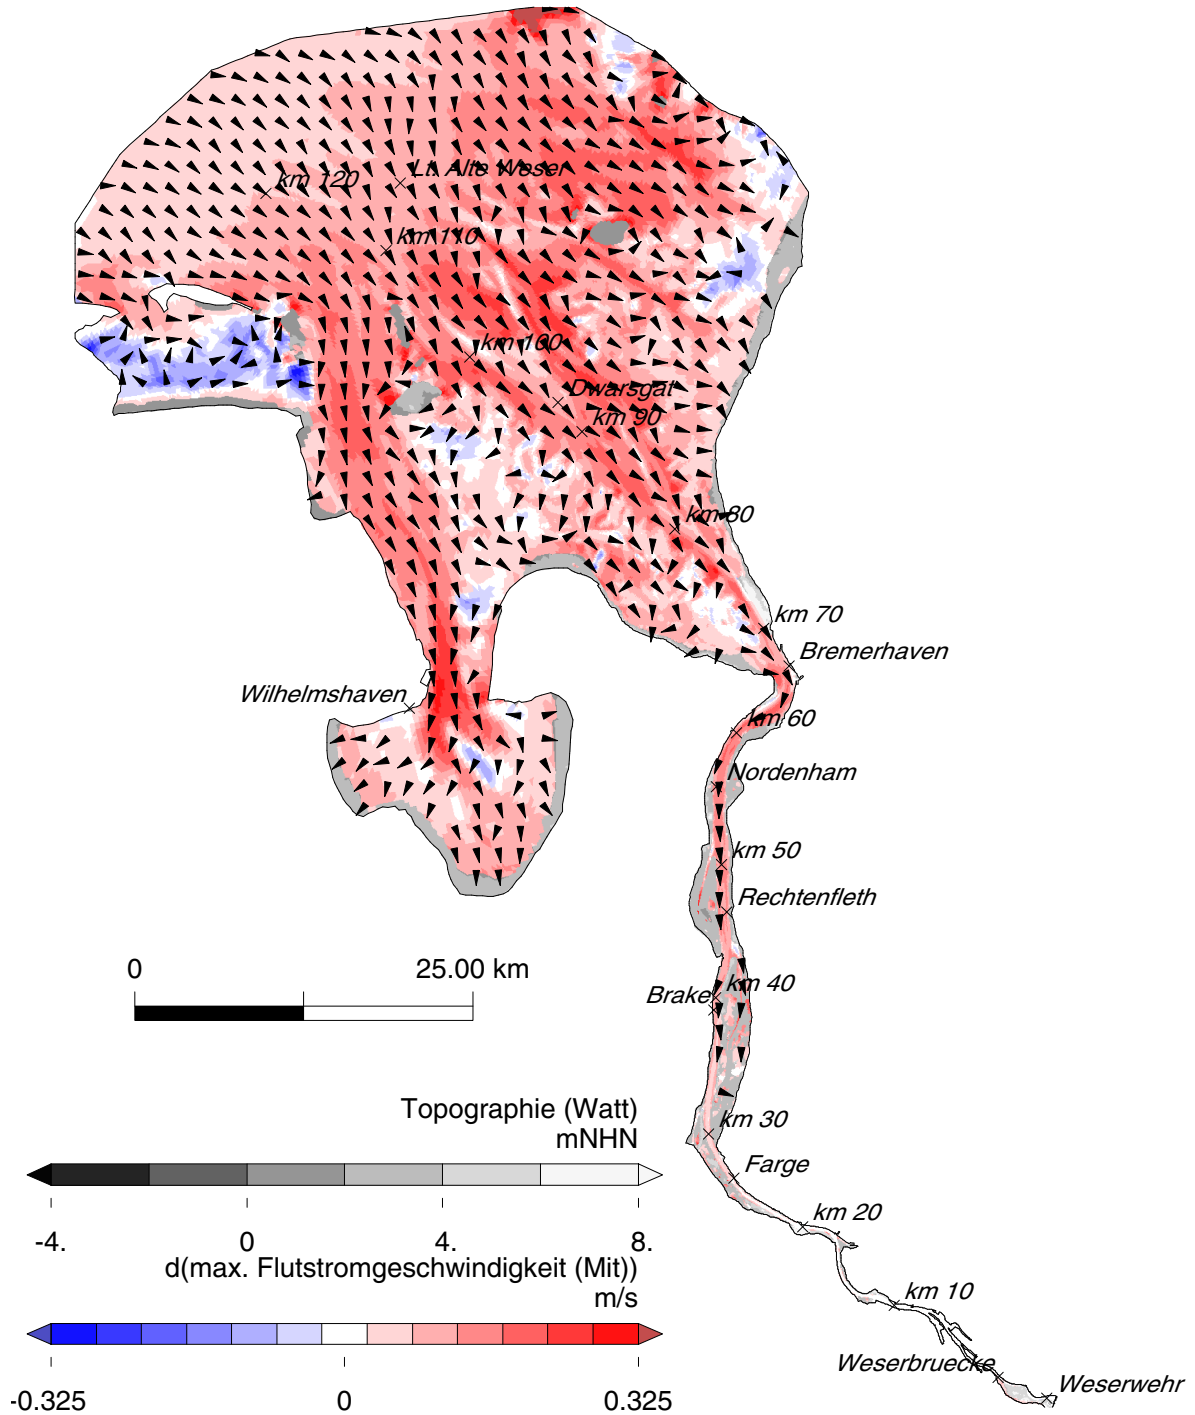 Lt. Alte Weser
km 120
km 110
km 100
Dwarsgat
km 90
km 80
km 70
Bremerhaven
Wilhelmshaven
km 60
Nordenham
km 50
Rechtenfleth
0 25.00 km
km 40
Brake
Topographie (Watt)
mNHN
km 30
Farge
-4. 0 4. 8.
km 20
d(max. Flutstromgeschwindigkeit (Mit))
m/s
km 10
Weserbruecke
Weserwehr
-0.325 0 0.325